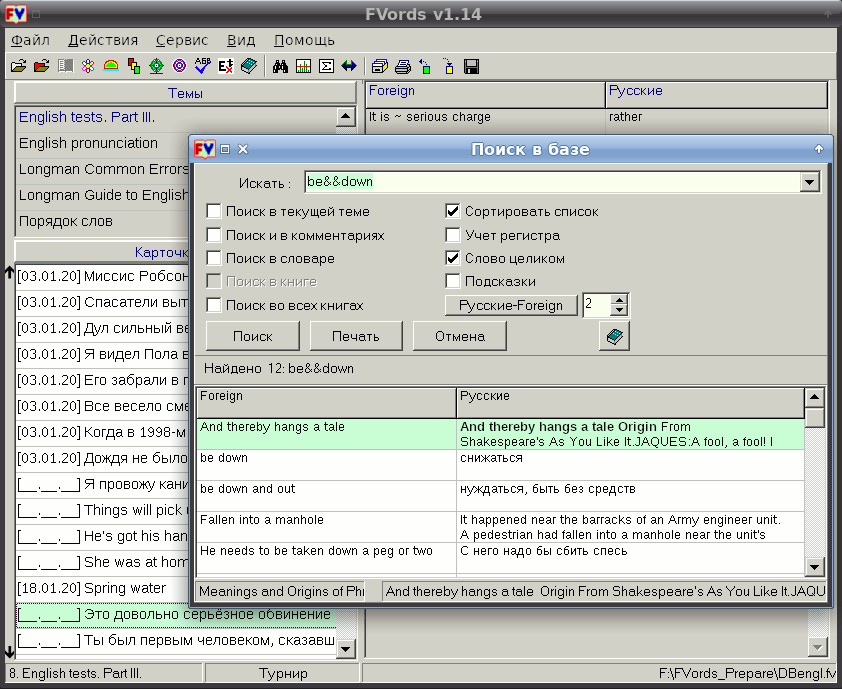 FVords v1.14
Файл Действия Сервис Вид Помощь
Темы
English tests. Part III.
English pronunciation
Longman Common Errors
Longman Guide to English
Порядок слов
Foreign Русские
It is ~ serious charge rather
Карточк
[03.01.20] Миссис Робсон
[03.01.20] Спасатели выт
[03.01.20] Дул сильный ве
[03.01.20] Я видел Пола в
[03.01.20] Его забрали в п
[03.01.20] Все весело сме
[03.01.20] Когда в 1998-м
[03.01.20] Дождя не было
[__.__.__] Я провожу кани
[__.__.__] Things will pick
[__.__.__] He's got his han
[__.__.__] She was at hom
[18.01.20] Spring water
[__.__.__] Это довольно серьёзное обвинение
[__.__.__] Ты был первым человеком, сказавш
FV Поиск в базе
Искать : be&&down
Поиск в текущей теме
Поиск и в комментариях
Поиск в словаре
Поиск в книге
Поиск во всех книгах
Сортировать список
Учет регистра
Слово целиком
Подсказки
Русские-Foreign 2
Поиск Печать Отмена
Найдено 12: be&&down
Foreign Русские
And thereby hangs a tale And thereby hangs a tale Origin From
Shakespeare's As You Like It.JAQUES:A fool, a fool! I
be down снижаться
be down and out нуждаться, быть без средств
Fallen into a manhole It happened near the barracks of an Army engineer unit.
A pedestrian had fallen into a manhole near the unit's
He needs to be taken down a peg or two С него надо бы сбить спесь
Meanings and Origins of Phr And thereby hangs a tale Origin From Shakespeare's As You Like It.JAQU
8. English tests. Part III. Турнир F:\FVords_Prepare\DBengl.fv